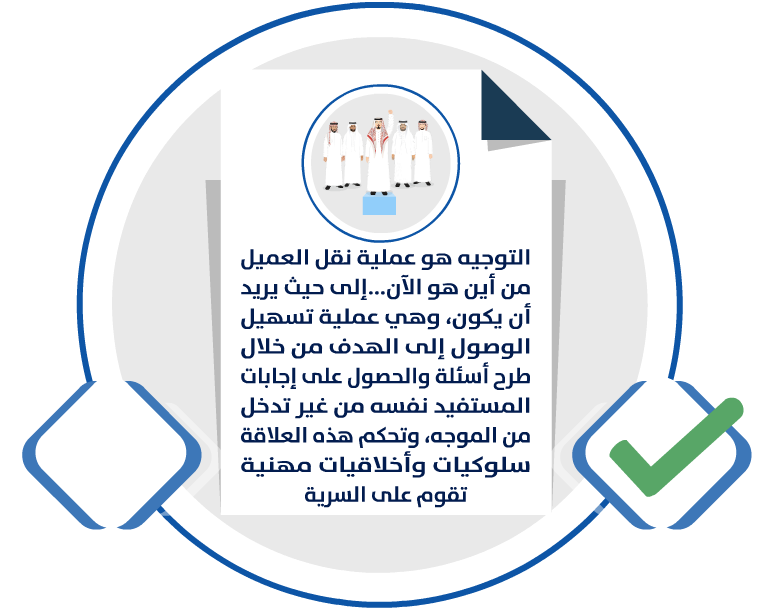 التوجيه هو عملية نقل العميل
من أين هو الآن...إلى حيث يريد
أن يكون، وهي عملية تسهيل
الوصول إلى الهدف من خلال
طرح أسئلة والحصول على إجابات
المستفيد نفسه من غير تدخل
من الموجه، وتحكم هذه العلاقة
سلوكيات وأخلاقيات مهنية
تقوم على السرية